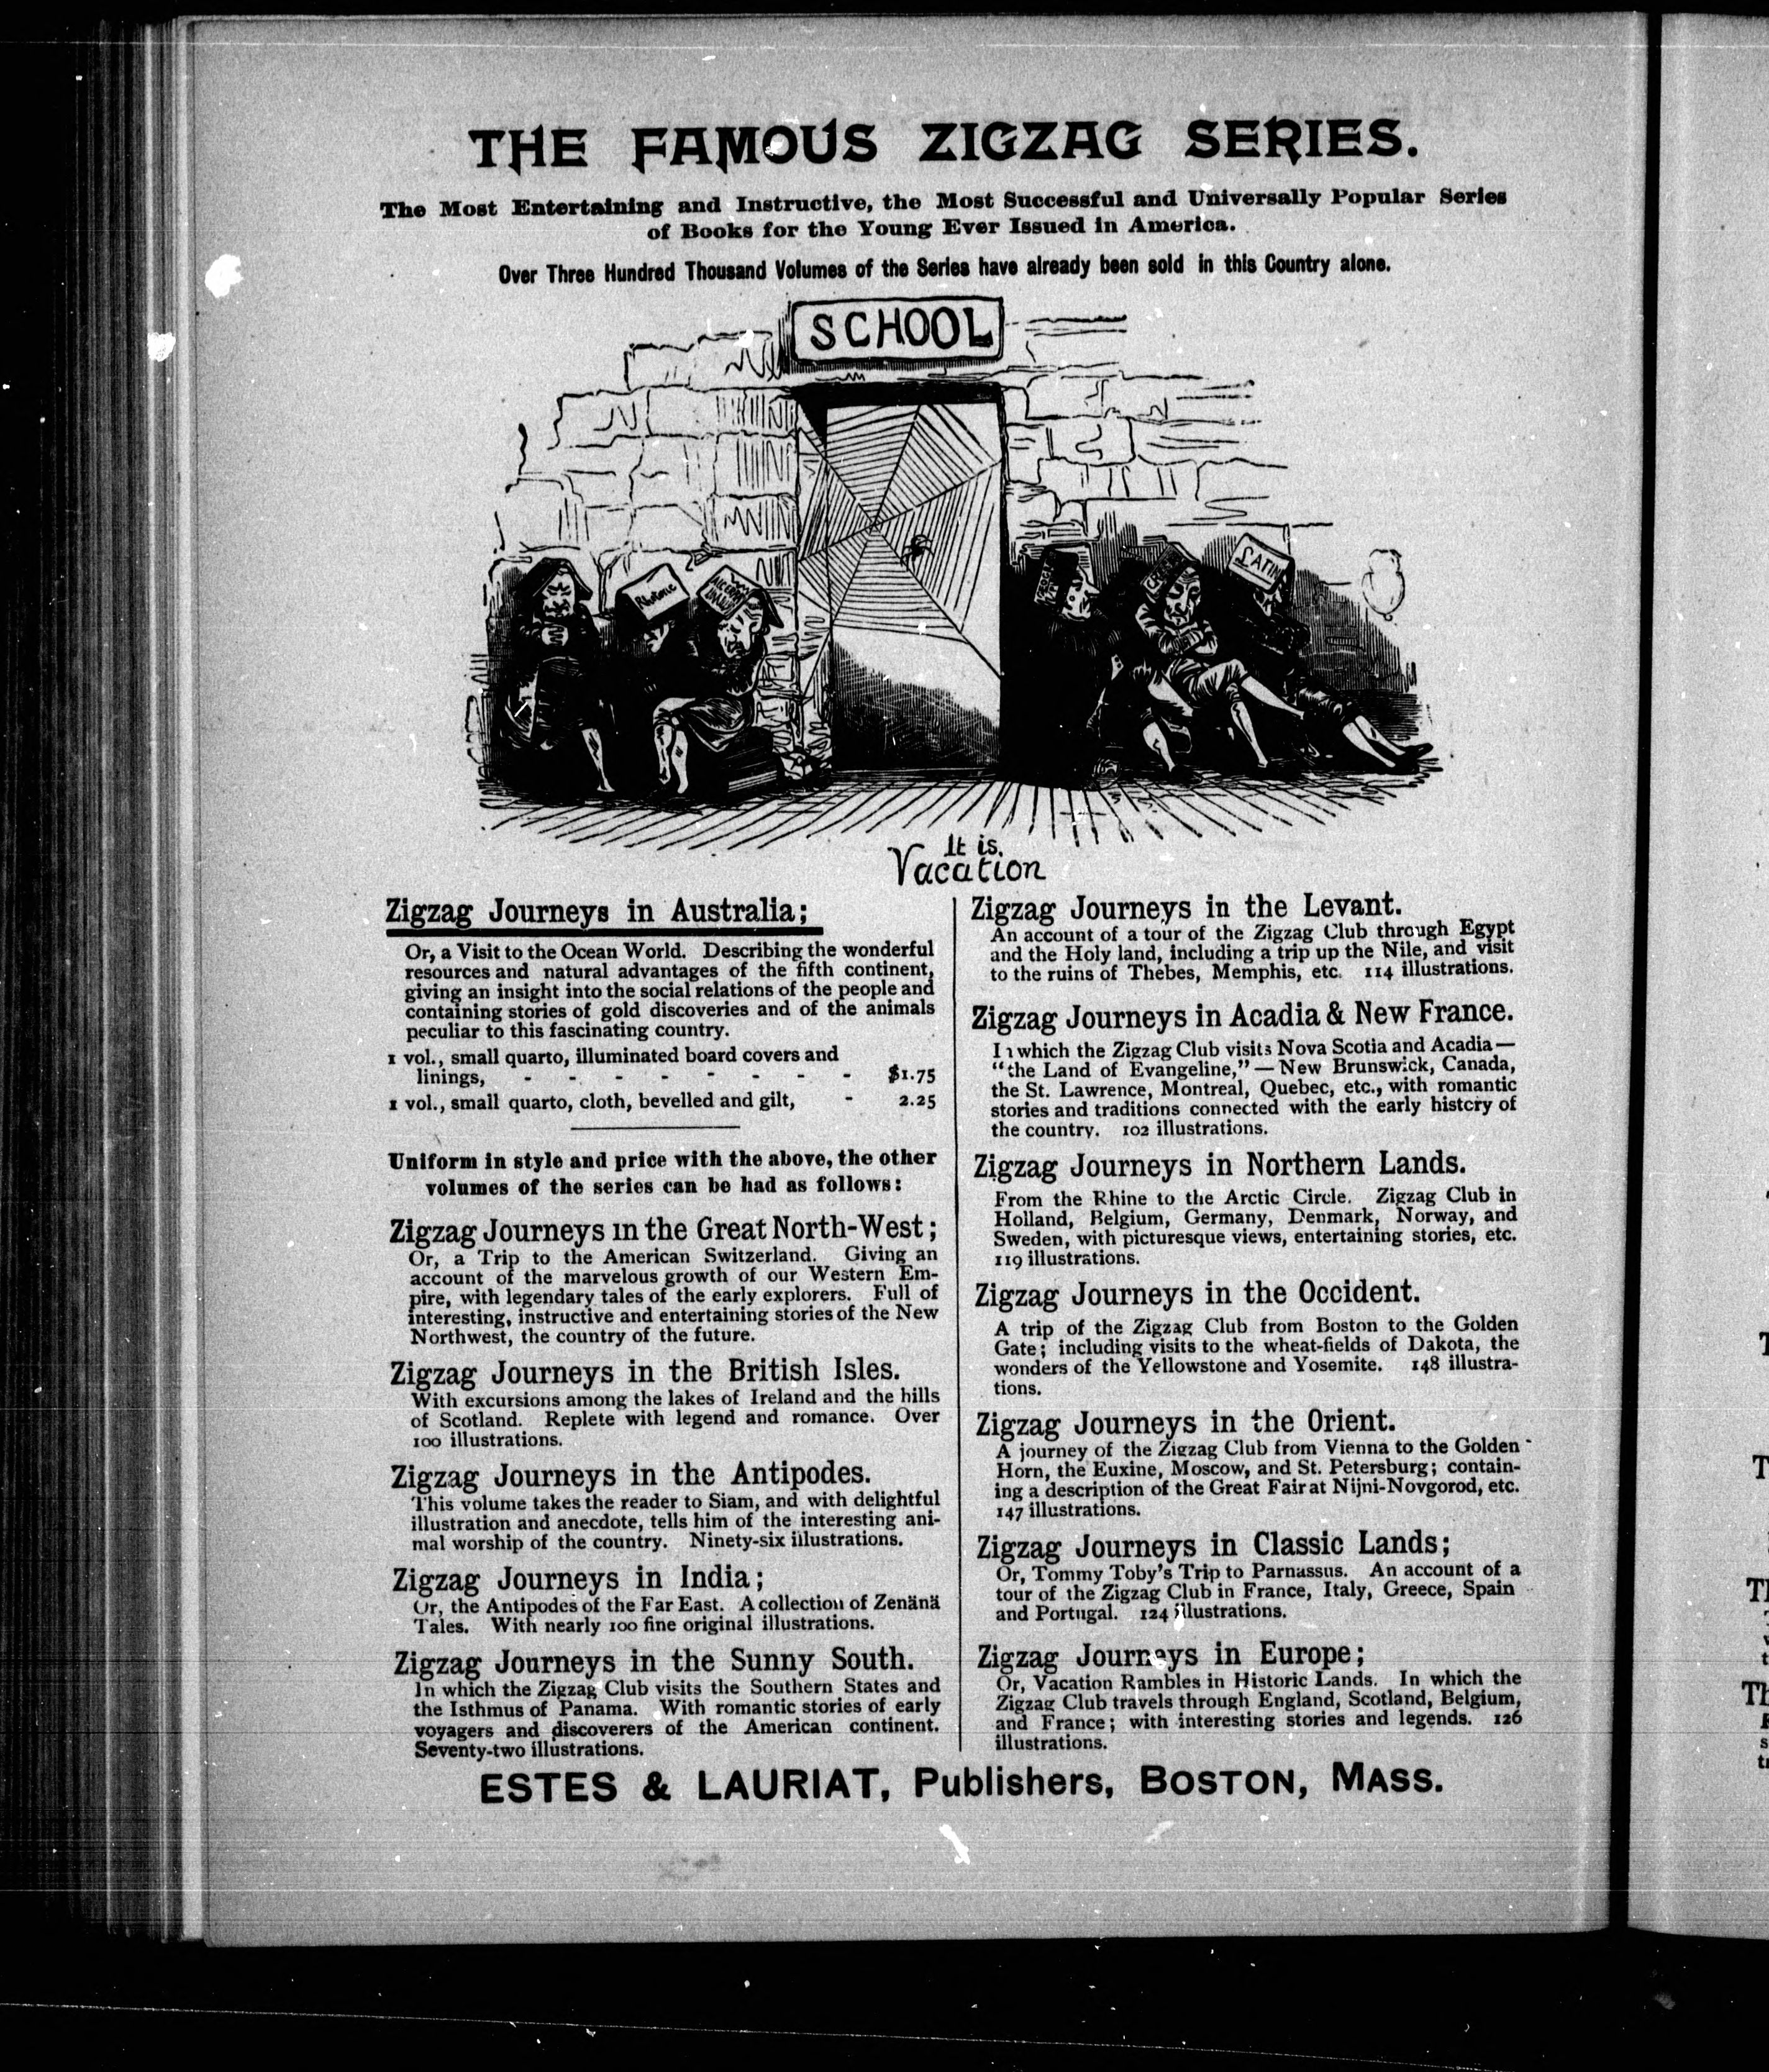 THE FAMOUS ZIGZAG SERIES.
The Most Entertaining and Instructive, the Most Successful and Universally Popular Series
of Books for the Young Ever Issued in America.
Over Three Hundred Thousand Volumes of the Series have already been sold in this Country alone.
SCHOOL
Rhetoric
LATIN
It is.
Vacation
Zigzag Journeys in Australia;
Or, a Visit to the Ocean World. Describing the wonderful
resources and natural advantages of the fifth continent,
giving an insight into the social relations of the people and
containing stories of gold discoveries and of the animals
peculiar to this fascinating country.
1 vol., small quarto, illuminated board covers and
linings, - - - - - - - - $1.75
1 vol., small quarto, cloth, bevelled and gilt, - 2.25
Uniform in style and price with the above, the other
volumes of the series can be had as follows:
Zigzag Journeys in the Great North-West;
Or, a Trip to the American Switzerland. Giving an
account of the marvelous growth of our Western Em-
pire, with legendary tales of the early explorers. Full of
interesting, instructive and entertaining stories of the New
Northwest, the country of the future.
Zigzag Journeys in the British Isles.
With excursions among the lakes of Ireland and the hills
of Scotland. Replete with legend and romance. Over
100 illustrations.
Zigzag Journeys in the Antipodes.
This volume takes the reader to Siam, and with delightful
illustration and anecdote, tells him of the interesting ani-
mal worship of the country. Ninety-six illustrations.
Zigzag Journeys in India;
Or, the Antipodes of the Far East. A collection of Zenänä
Tales. With nearly 100 fine original illustrations.
Zigzag Journeys in the Sunny South.
In which the Zigzag Club visits the Southern States and
the Isthmus of Panama. With romantic stories of early
voyagers and discoverers of the American continent.
Seventy-two illustrations.
Zigzag Journeys in the Levant.
An account of a tour of the Zigzag Club through Egypt
and the Holy land, including a trip up the Nile, and visit
to the ruins of Thebes, Memphis, etc. 114 illustrations.
Zigzag Journeys in Acadia & New France.
In which the Zigzag Club visits Nova Scotia and Acadia—
"the Land of Evangeline,"—New Brunswick, Canada,
the St. Lawrence, Montreal, Quebec, etc., with romantic
stories and traditions connected with the early history of
the country. 102 illustrations.
Zigzag Journeys in Northern Lands.
From the Rhine to the Arctic Circle. Zigzag Club in
Holland, Belgium, Germany, Denmark, Norway, and
Sweden, with picturesque views, entertaining stories, etc.
119 illustrations.
Zigzag Journeys in the Occident.
A trip of the Zigzag Club from Boston to the Golden
Gate; including visits to the wheat-fields of Dakota, the
wonders of the Yellowstone and Yosemite. 148 illustra-
tions.
Zigzag Journeys in the Orient.
A journey of the Zigzag Club from Vienna to the Golden
Horn, the Euxine, Moscow, and St. Petersburg; contain-
ing a description of the Great Fair at Nijni-Novgorod, etc.
147 illustrations.
Zigzag Journeys in Classic Lands;
Or, Tommy Toby's Trip to Parnassus. An account of a
tour of the Zigzag Club in France, Italy, Greece, Spain
and Portugal. 124 illustrations.
Zigzag Journeys in Europe;
Or, Vacation Rambles in Historic Lands. In which the
Zigzag Club travels through England, Scotland, Belgium,
and France; with interesting stories and legends. 126
illustrations.
ESTES & LAURIAT, Publishers, BOSTON, MASS.